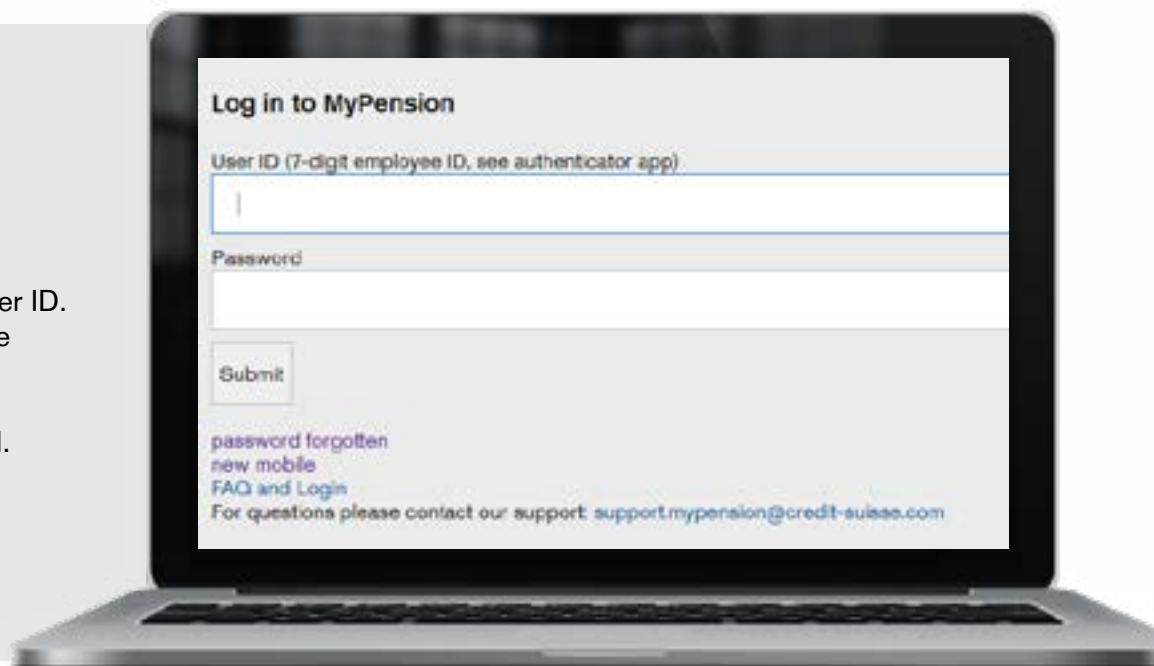 er ID.
e
l.
Log in to MyPension
User ID (7-digit employee ID, see authenticator app)
Password
Submit
password forgotten
new mobile
FAQ and Login
For questions please contact our support: support.mypension@credit-suisse.com